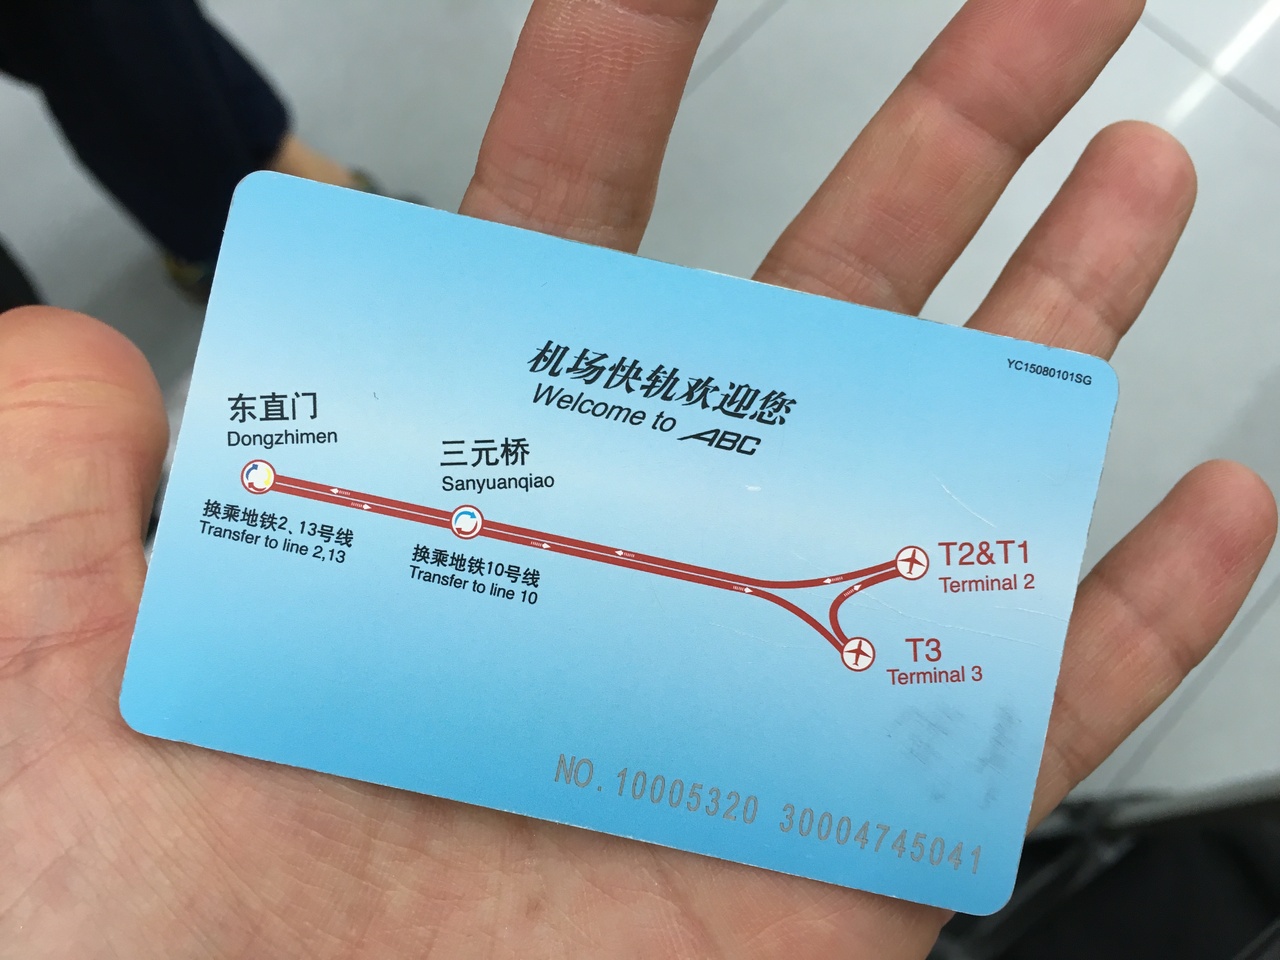 YC15080101SG
机场快轨欢迎您
Welcome to ABC
东直门
Dongzhimen
换乘地铁2、13号线
Transfer to line 2,13
三元桥
Sanyuanqiao
换乘地铁10号线
Transfer to line 10
T2&T1
Terminal 2
T3
Terminal 3
NO.10005320 30004745041